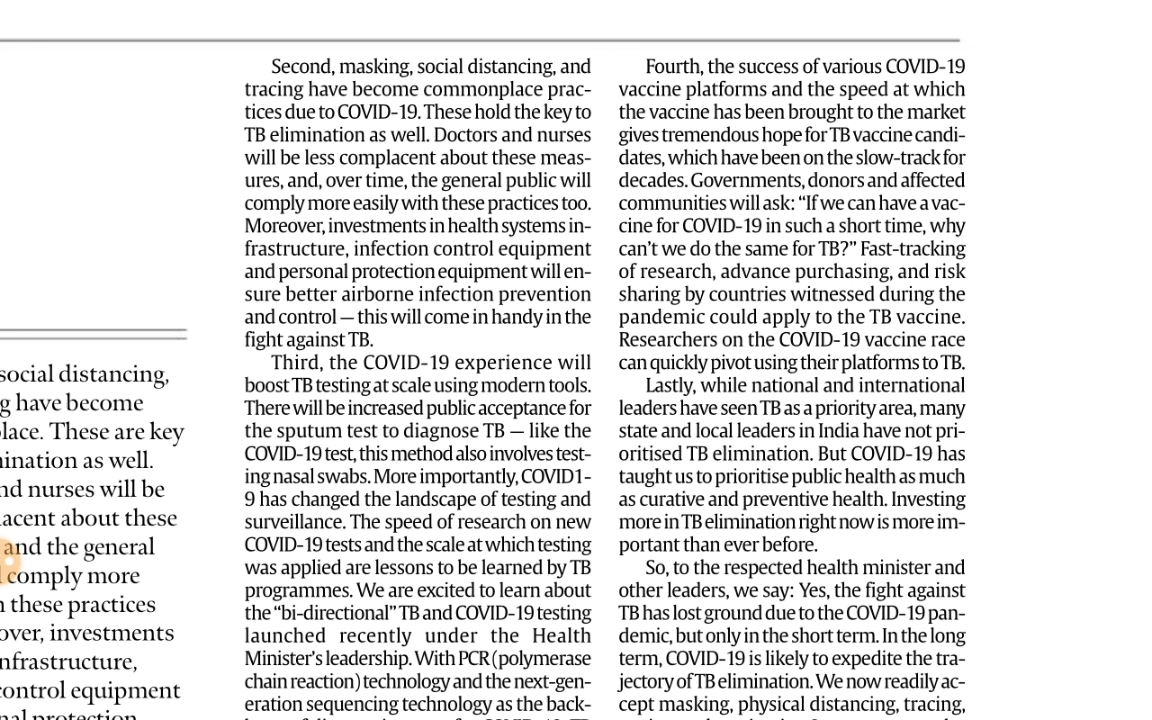 social distancing,
have become
These are key
as well.
nurses will be
about these
and the general
comply more
these practices
investments
control equipment
Second, masking, social distancing, and
tracing have become commonplace prac-
tices due to COVID-19. These hold the key to
TB elimination as well. Doctors and nurses
will be less complacent about these meas-
ures, and, over time, the general public will
comply more easily with these practices too.
Moreover, investments in health systems in-
frastructure, infection control equipment
and personal protection equipment will en-
sure better airborne infection prevention
and control — this will come in handy in the
fight against TB.
Third, the COVID-19 experience will
boost TB testing at scale using modern tools.
There will be increased public acceptance for
the sputum test to diagnose TB — like the
COVID-19 test, this method also involves test-
ing nasal swabs. More importantly, COVID1-
9 has changed the landscape of testing and
surveillance. The speed of research on new
COVID-19 tests and the scale at which testing
was applied are lessons to be learned by TB
programmes. We are excited to learn about
the “bi-directional” TB and COVID-19 testing
launched recently under the Health
Minister’s leadership. With PCR (polymerase
chain reaction) technology and the next-gen-
eration sequencing technology as the back-
Fourth, the success of various COVID-19
vaccine platforms and the speed at which
the vaccine has been brought to the market
gives tremendous hope for TB vaccine candi-
dates, which have been on the slow-track for
decades. Governments, donors and affected
communities will ask: “If we can have a vac-
cine for COVID-19 in such a short time, why
can’t we do the same for TB?” Fast-tracking
of research, advance purchasing, and risk
sharing by countries witnessed during the
pandemic could apply to the TB vaccine.
Researchers on the COVID-19 vaccine race
can quickly pivot using their platforms to TB.
Lastly, while national and international
leaders have seen TB as a priority area, many
state and local leaders in India have not pri-
oritised TB elimination. But COVID-19 has
taught us to prioritise public health as much
as curative and preventive health. Investing
more in TB elimination right now is more im-
portant than ever before.
So, to the respected health minister and
other leaders, we say: Yes, the fight against
TB has lost ground due to the COVID-19 pan-
demic, but only in the short term. In the long
term, COVID-19 is likely to expedite the tra-
jectory of TB elimination. We now readily ac-
cept masking, physical distancing, tracing,